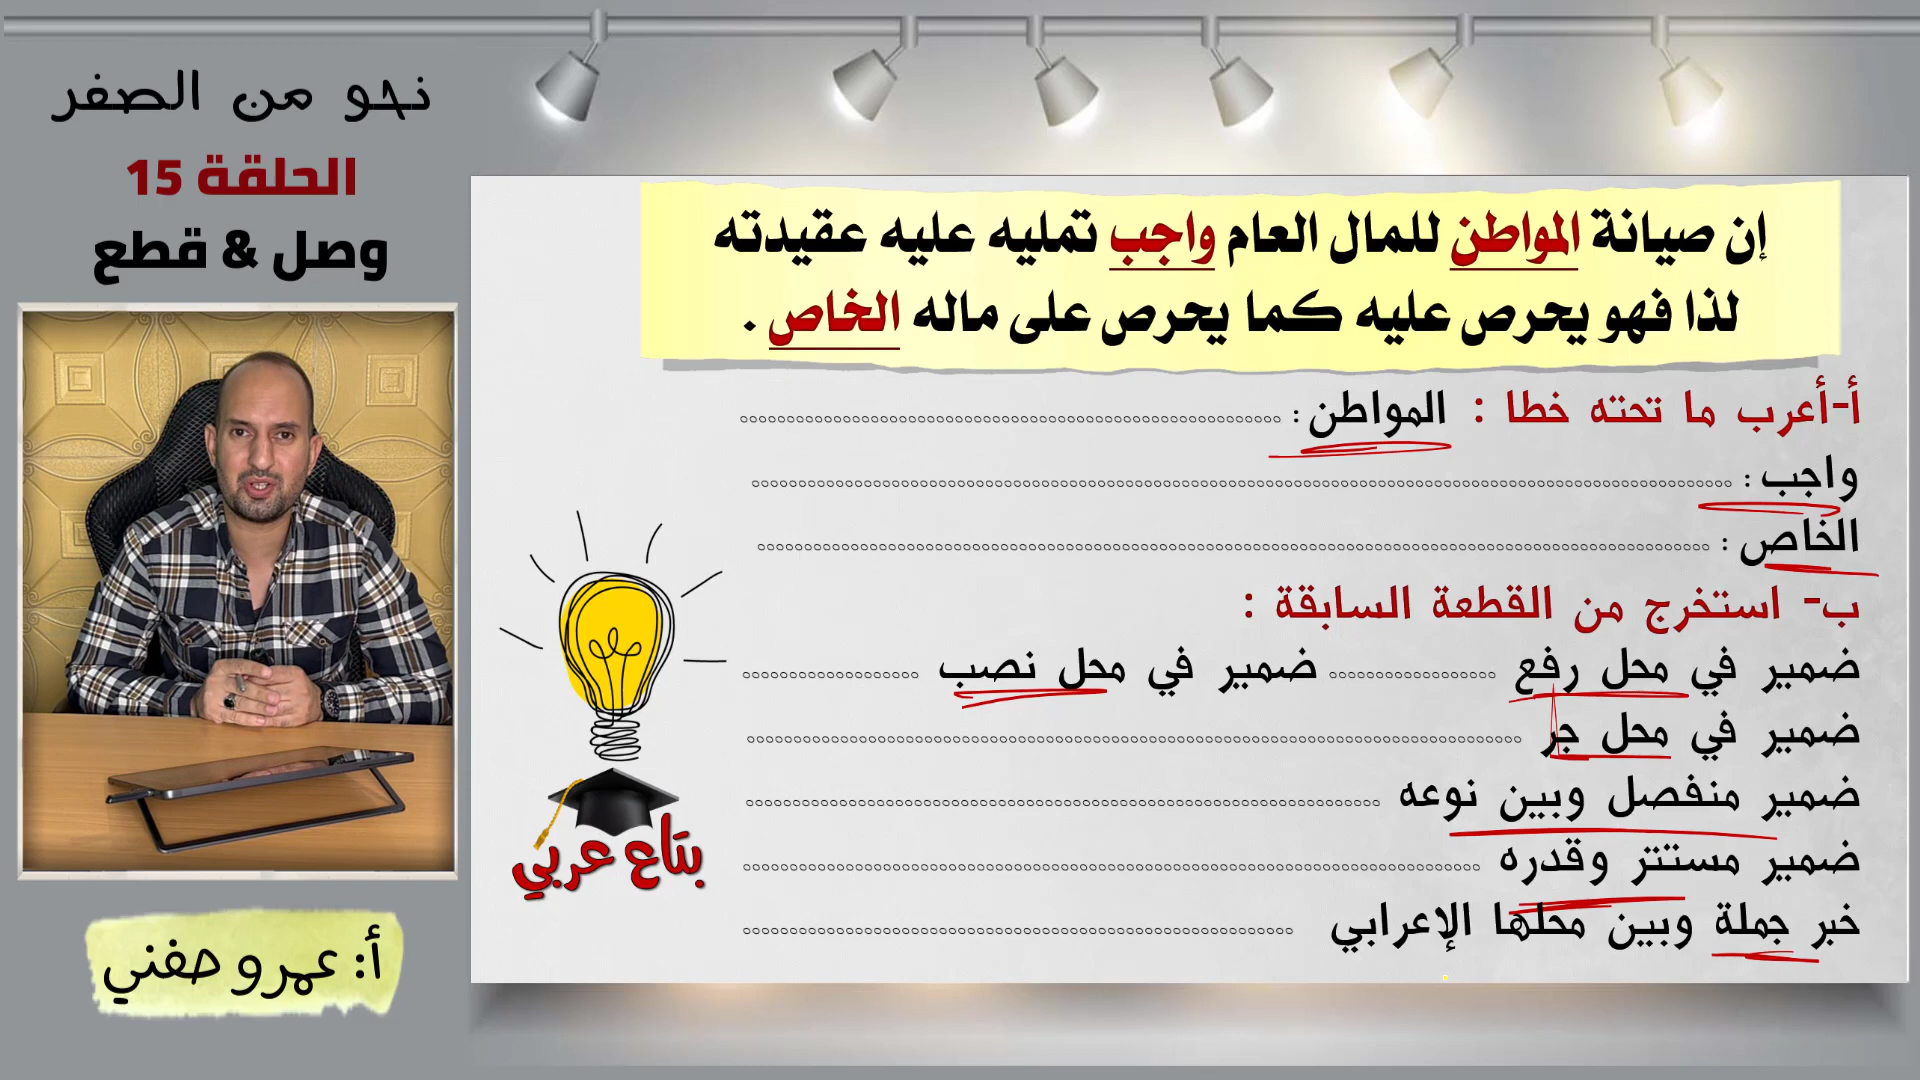 نحو من الصفر
الحلقة 15
وصل & قطع
إن صيانة المواطن للمال العام واجب تمليه عليه عقيدته
لذا فهو يحرص عليه كما يحرص على ماله الخاص .
أ-أعرب ما تحته خطا : المواطن :
واجب :
الخاص :
ب- استخرج من القطعة السابقة :
ضمير في محل رفع ضمير في محل نصب
ضمير في محل جر
ضمير منفصل وبين نوعه
ضمير مستتر وقدره
خبر جملة وبين محلها الإعرابي
بتاع عربي
أ: عمرو حفني